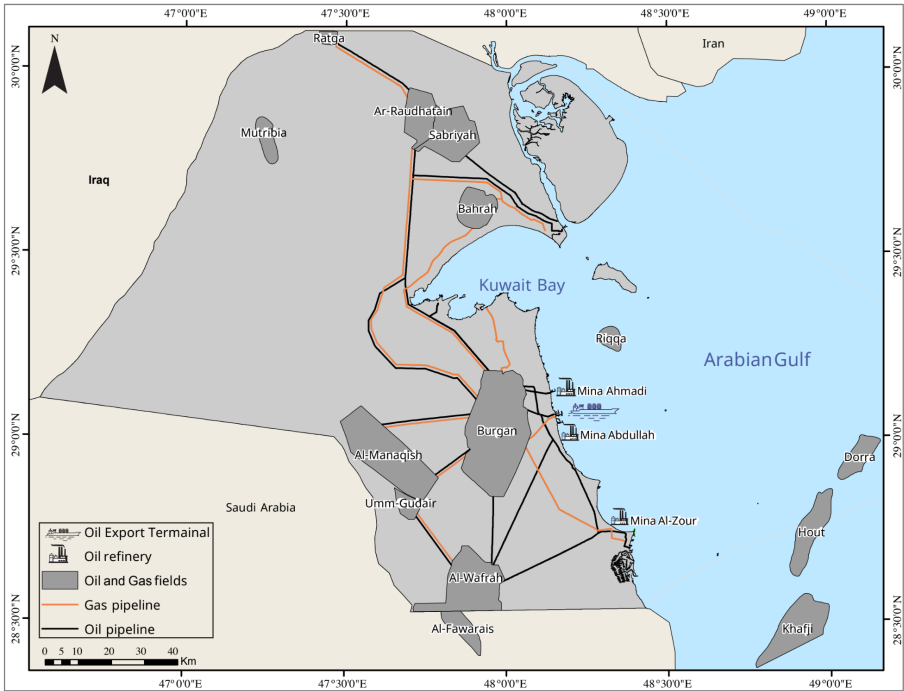 47°0'0"E 47°30'0"E 48°0'0"E 48°30'0"E 49°0'0"E
N
Iran
Ratga
30°0'0"N
30°0'0"N
Ar-Raudhatain
Mutribia
Sabriyah
Iraq
Bahrah
29°30'0"N
29°30'0"N
Kuwait Bay
Riqqa
Arabian Gulf
Mina Ahmadi
29°0'0"N
29°0'0"N
Burgan
Mina Abdullah
Al-Manaqish
Dorra
Umm-Gudair
Saudi Arabia
Mina Al-Zour
Hout
Oil Export Termainal
Oil refinery
Oil and Gas fields
Gas pipeline
Oil pipeline
0 5 10 20 30 40
Km
Al-Wafrah
28°30'0"N
28°30'0"N
Al-Fawarais
Khafji
47°0'0"E 47°30'0"E 48°0'0"E 48°30'0"E 49°0'0"E